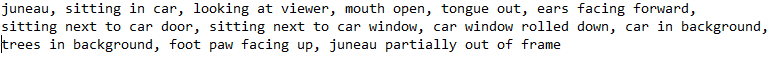 juneau, sitting in car, looking at viewer, mouth open, tongue out, ears facing forward,
sitting next to car door, sitting next to car window, car window rolled down, car in background,
trees in background, foot paw facing up, juneau partially out of frame